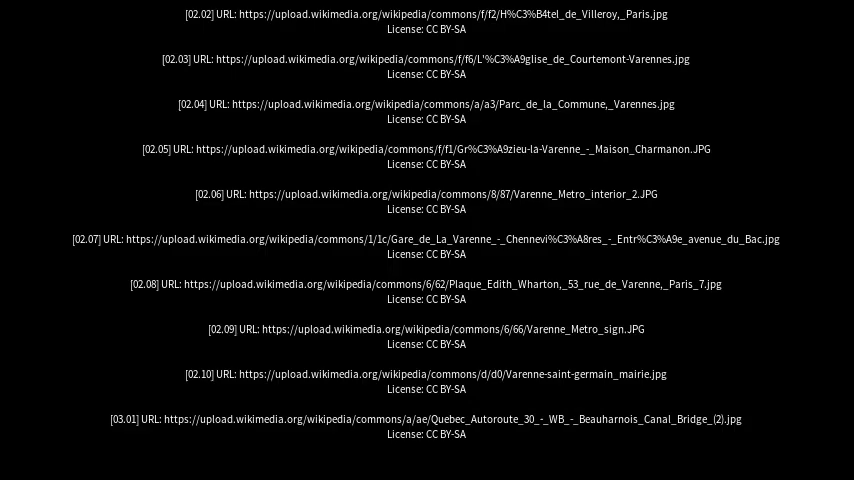 [02.02] URL: https://upload.wikimedia.org/wikipedia/commons/f/f2/H%C3%B4tel_de_Villeroy,_Paris.jpg
License: CC BY-SA
[02.03] URL: https://upload.wikimedia.org/wikipedia/commons/f/f6/L'%C3%A9glise_de_Courtemont-Varennes.jpg
License: CC BY-SA
[02.04] URL: https://upload.wikimedia.org/wikipedia/commons/a/a3/Parc_de_la_Commune,_Varennes.jpg
License: CC BY-SA
[02.05] URL: https://upload.wikimedia.org/wikipedia/commons/f/f1/Gr%C3%A9zieu-la-Varenne_-_Maison_Charmanon.JPG
License: CC BY-SA
[02.06] URL: https://upload.wikimedia.org/wikipedia/commons/8/87/Varenne_Metro_interior_2.JPG
License: CC BY-SA
[02.07] URL: https://upload.wikimedia.org/wikipedia/commons/1/1c/Gare_de_La_Varenne_-_Chennevi%C3%A8res_-_Entr%C3%A9e_avenue_du_Bac.jpg
License: CC BY-SA
[02.08] URL: https://upload.wikimedia.org/wikipedia/commons/6/62/Plaque_Edith_Wharton,_53_rue_de_Varenne,_Paris_7.jpg
License: CC BY-SA
[02.09] URL: https://upload.wikimedia.org/wikipedia/commons/6/66/Varenne_Metro_sign.JPG
License: CC BY-SA
[02.10] URL: https://upload.wikimedia.org/wikipedia/commons/d/d0/Varenne-saint-germain_mairie.jpg
License: CC BY-SA
[03.01] URL: https://upload.wikimedia.org/wikipedia/commons/a/ae/Quebec_Autoroute_30_-_WB_-_Beauharnois_Canal_Bridge_(2).jpg
License: CC BY-SA